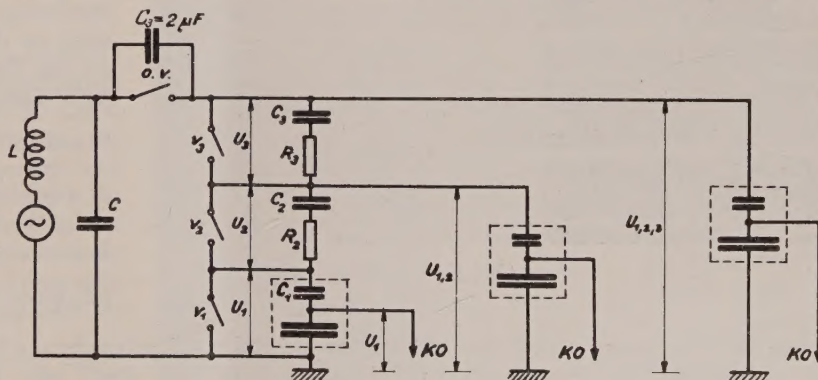 C₃=2 μF
o.v.
L
C
V₃
U₃
C₃
R₃
V₂
U₂
C₂
R₂
V₁
U₁
C₁
U₁
KO
U₁,₂
KO
U₁,₂,₃
KO